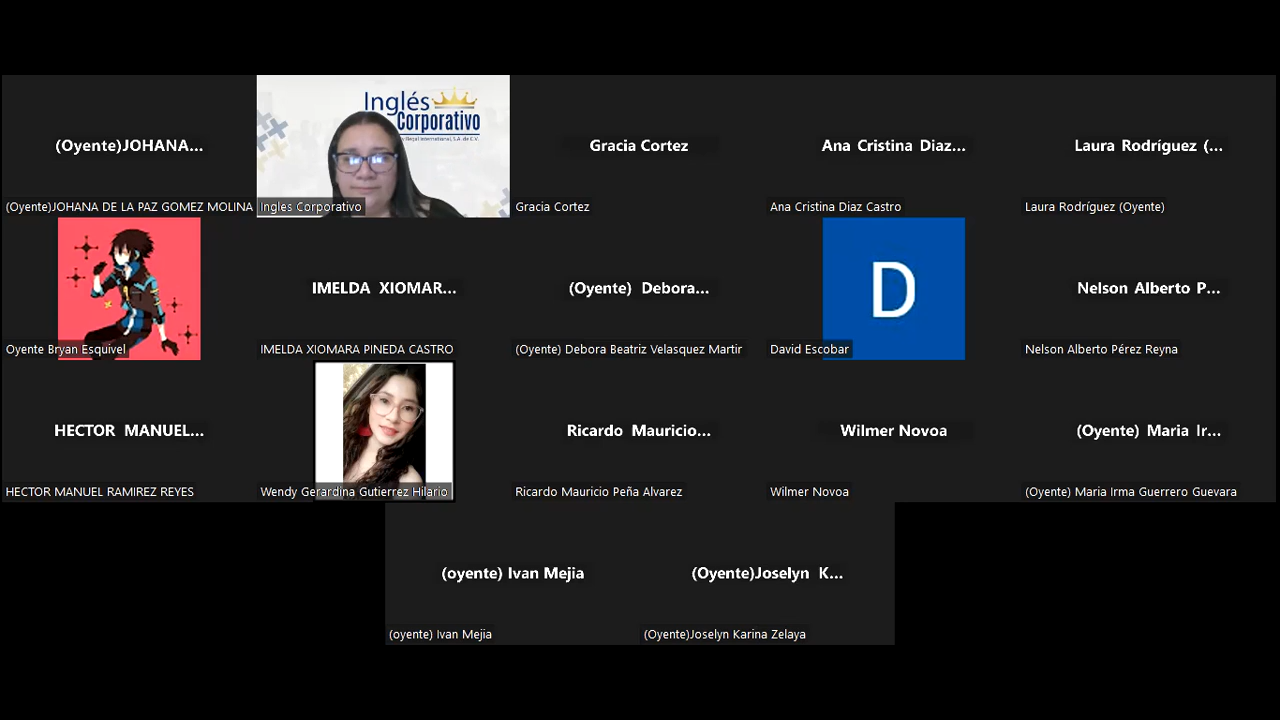 (Oyente)JOHANA...
Inglés
Corporativo
Gracia Cortez
Ana Cristina Diaz...
Laura Rodríguez (...
(Oyente)JOHANA DE LA PAZ GOMEZ MOLINA
Ingles Corporativo
Gracia Cortez
Ana Cristina Diaz Castro
Laura Rodríguez (Oyente)
IMELDA XIOMAR...
(Oyente) Debora...
D
Nelson Alberto P...
Oyente Bryan Esquivel
IMELDA XIOMARA PINEDA CASTRO
(Oyente) Debora Beatriz Velasquez Martir
David Escobar
Nelson Alberto Pérez Reyna
HECTOR MANUEL...
Ricardo Mauricio...
Wilmer Novoa
(Oyente) Maria Ir...
HECTOR MANUEL RAMIREZ REYES
Wendy Gerardina Gutierrez Hilario
Ricardo Mauricio Peña Alvarez
Wilmer Novoa
(Oyente) Maria Irma Guerrero Guevara
(oyente) Ivan Mejia
(Oyente)Joselyn K...
(oyente) Ivan Mejia
(Oyente)Joselyn Karina Zelaya